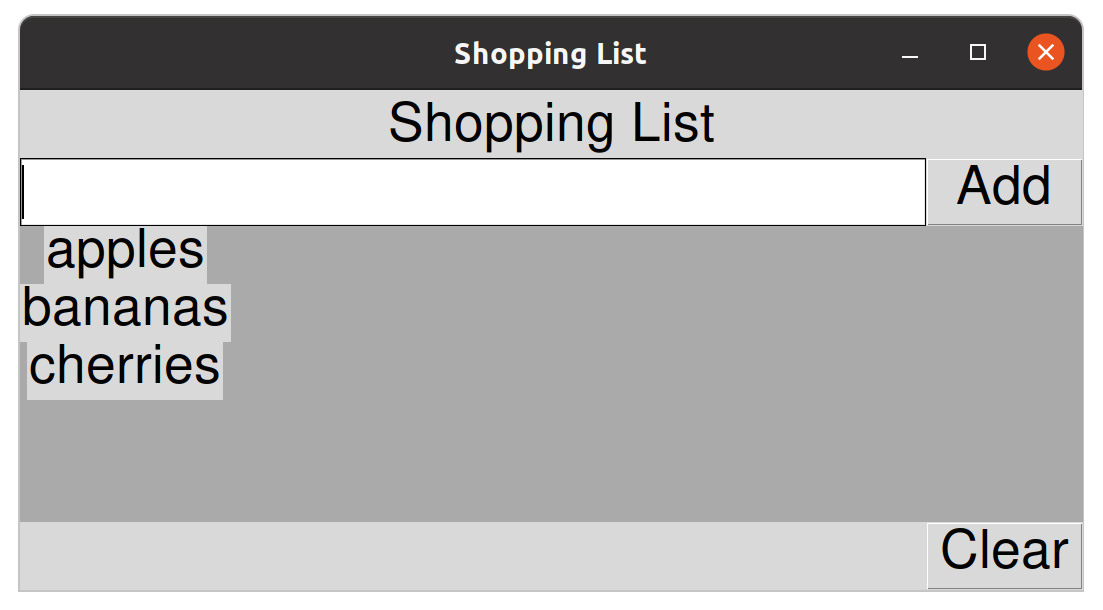 Shopping List
Shopping List
Add
apples
bananas
cherries
Clear